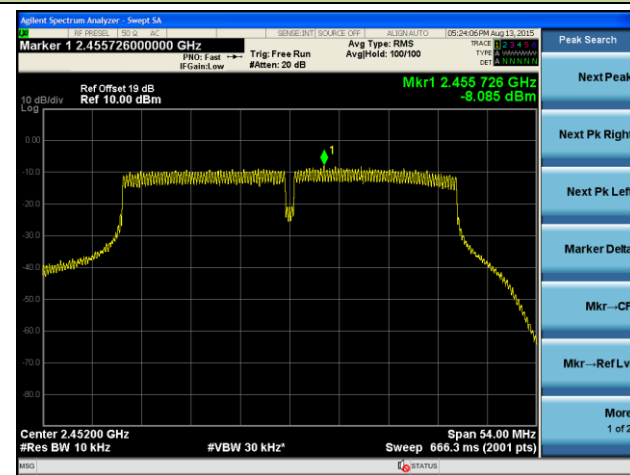 Agilent Spectrum Analyzer - Swept SA
RF PRESEL 50 Ω AC SENSE:INT SOURCE OFF ALIGN AUTO 05:24:06 PM Aug 13, 2015
Marker 1 2.455726000000 GHz
PNO: Fast
IFGain:Low
Trig: Free Run
#Atten: 20 dB
Avg Type: RMS
Avg|Hold: 100/100
TRACE 1 2 3 4 5 6
TYPE A
DET A N N N N N
Peak Search
Ref Offset 19 dB
10 dB/div Ref 10.00 dBm
Log
Mkr1 2.455 726 GHz
-8.085 dBm
1
0.00
-10.0
-20.0
-30.0
-40.0
-60.0
-70.0
-80.0
Next Peak
Next Pk Right
Next Pk Left
Marker Delta
Mkr→CF
Mkr→Ref Lv
More
1 of 2
Center 2.45200 GHz
#Res BW 10 kHz
#VBW 30 kHz*
Span 54.00 MHz
Sweep 666.3 ms (2001 pts)
MSG
STATUS